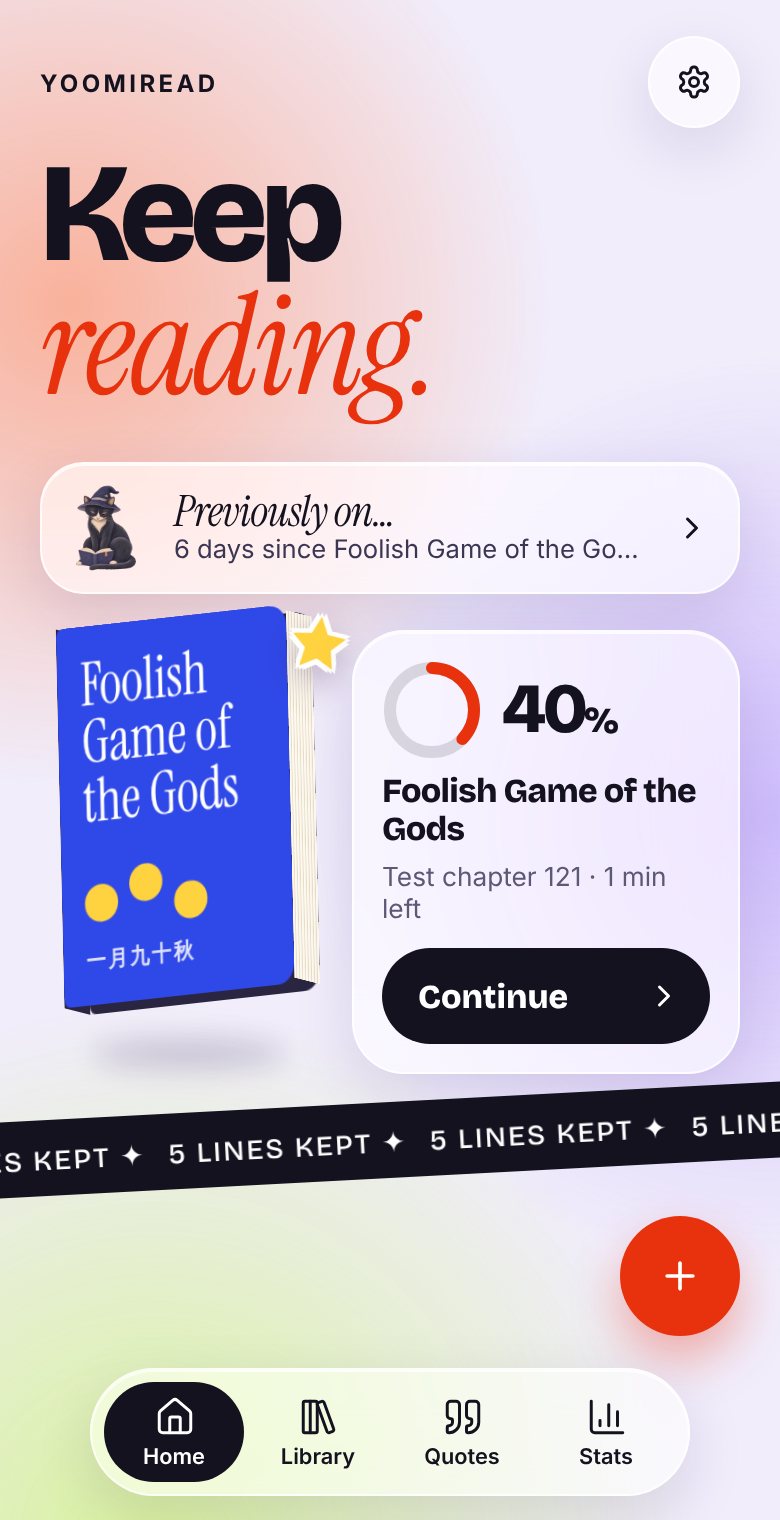 YOOMIREAD
Keep
reading.
Previously on...
6 days since Foolish Game of the Go...
Foolish
Game of
the Gods
一月九十秋
40%
Foolish Game of the
Gods
Test chapter 121 · 1 min
left
Continue
ES KEPT ✦ 5 LINES KEPT ✦ 5 LINES KEPT ✦ 5 LINE
Home
Library
Quotes
Stats